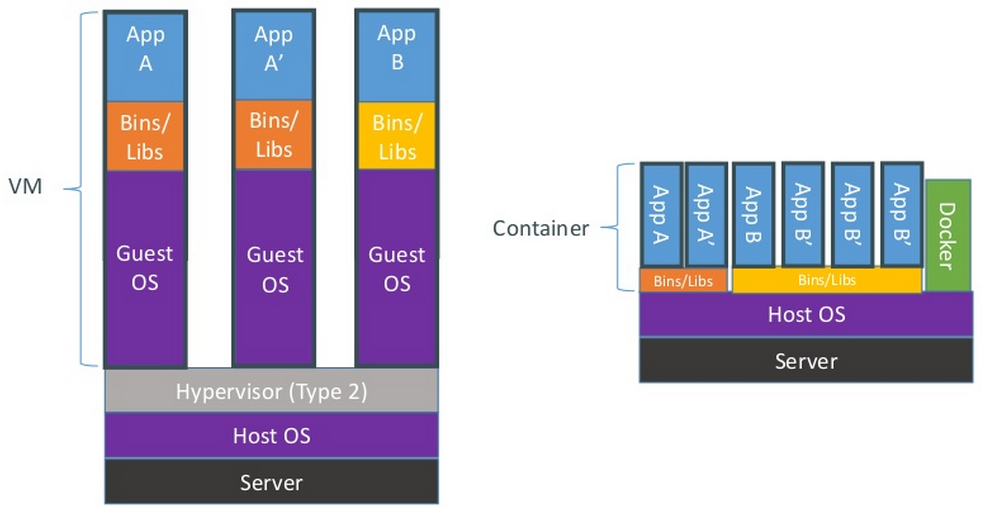 VM
App
A
App
A’
App
B
Bins/
Libs
Bins/
Libs
Bins/
Libs
Guest
OS
Guest
OS
Guest
OS
Hypervisor (Type 2)
Host OS
Server
Container
App A
App A’
App B
App B’
App B’
App B’
Docker
Bins/Libs
Bins/Libs
Host OS
Server